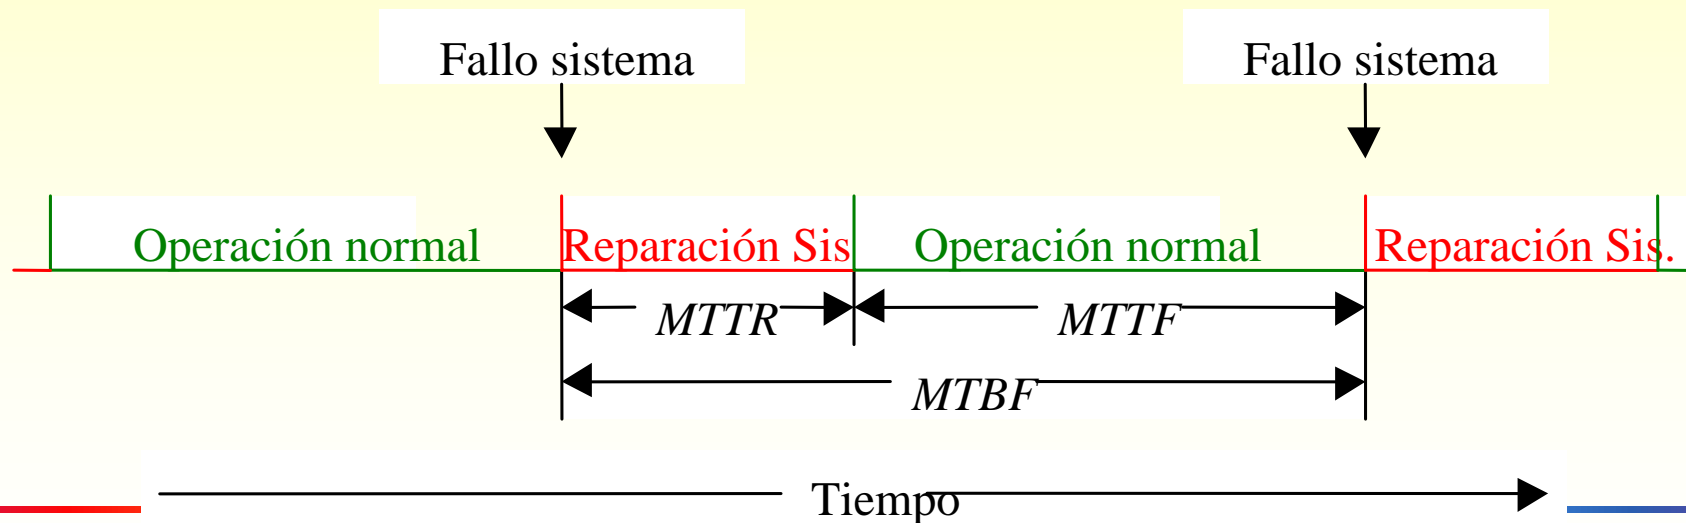 Fallo sistema Fallo sistema
Operación normal Reparación Sis Operación normal Reparación Sis.
MTTR MTTF
MTBF
Tiempo